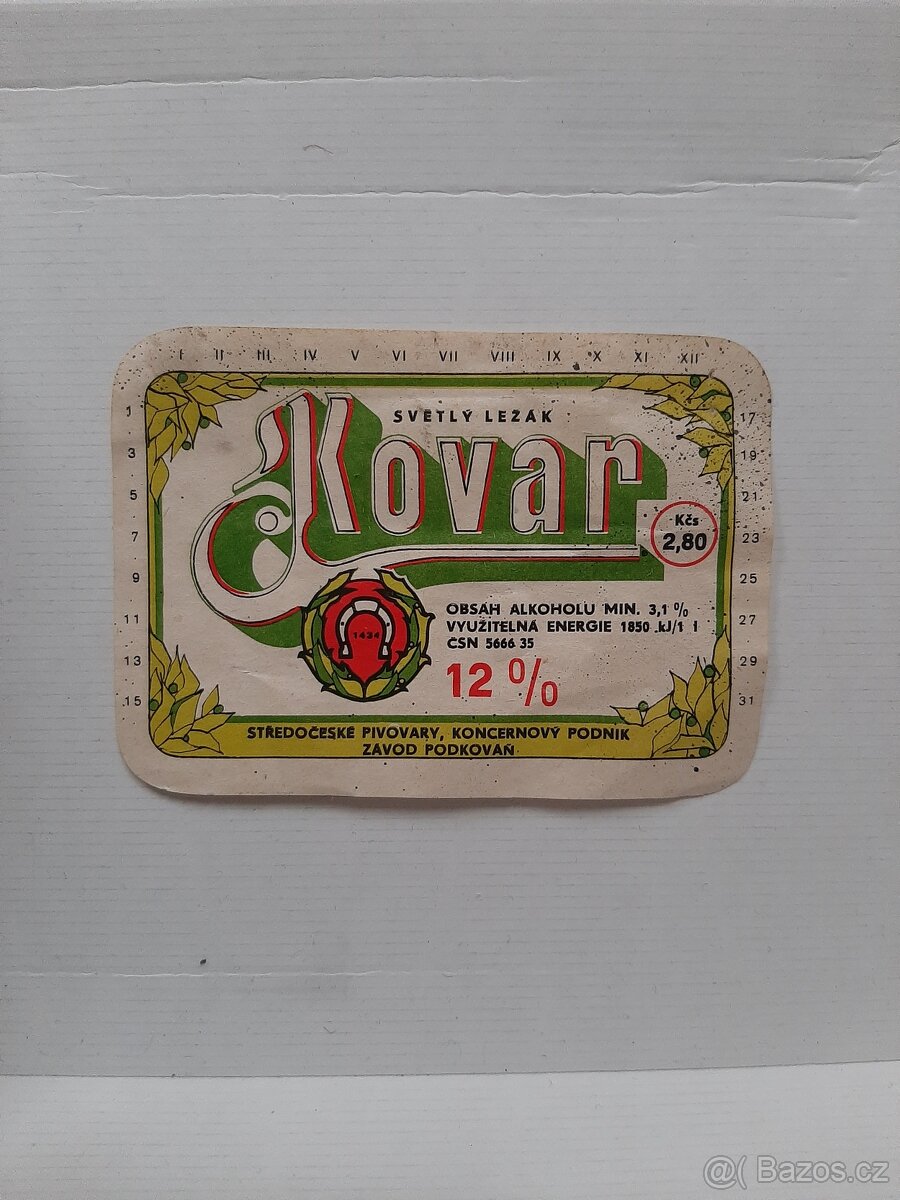 I II III IV V VI VII VIII IX X XI XII
1
3
5
7
9
11
13
15
17
19
21
23
25
27
29
31
SVĚTLÝ LEŽÁK
Kovar
Kčs
2,80
1434
OBSAH ALKOHOLU MIN. 3,1 %
VYUŽITELNÁ ENERGIE 1850 kJ/1 l
ČSN 5666 35
12 %
STŘEDOČESKÉ PIVOVARY, KONCERNOVÝ PODNIK
ZÁVOD PODKOVÁŇ
@( Bazos.cz